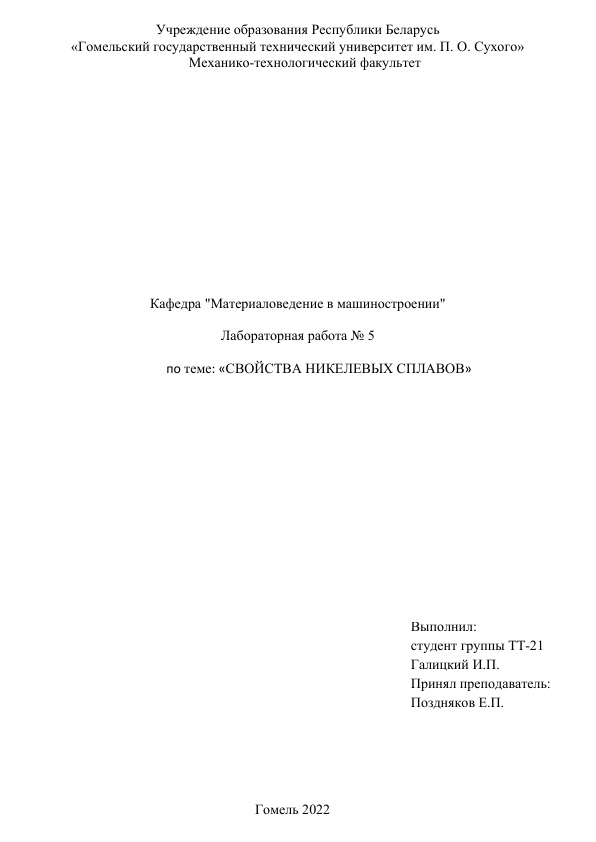 Учреждение образования Республики Беларусь
«Гомельский государственный технический университет им. П. О. Сухого»
Механико-технологический факультет
Кафедра "Материаловедение в машиностроении"
Лабораторная работа № 5
по теме: «СВОЙСТВА НИКЕЛЕВЫХ СПЛАВОВ»
Выполнил:
студент группы ТТ-21
Галицкий И.П.
Принял преподаватель:
Поздняков Е.П.
Гомель 2022